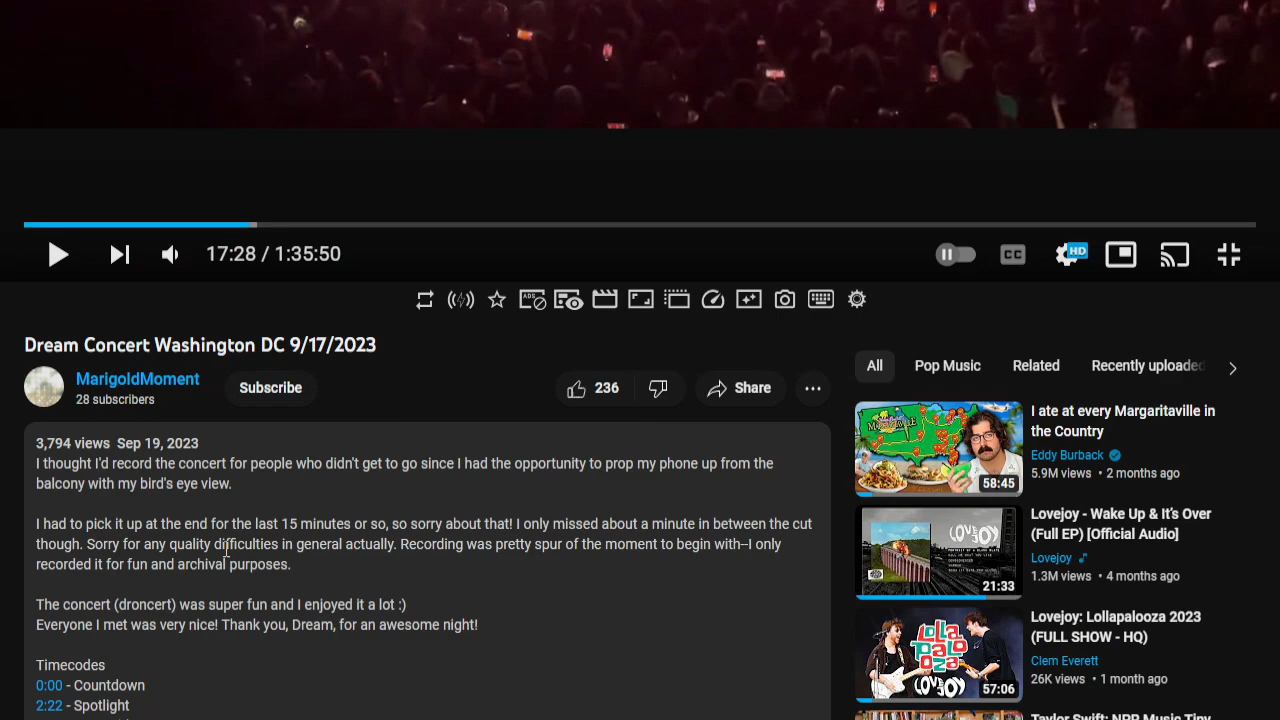 17:28 / 1:35:50
CC
HD
ADS
Dream Concert Washington DC 9/17/2023
MarigoldMoment
28 subscribers
Subscribe
236
Share
3,794 views Sep 19, 2023
I thought I'd record the concert for people who didn't get to go since I had the opportunity to prop my phone up from the
balcony with my bird's eye view.
I had to pick it up at the end for the last 15 minutes or so, so sorry about that! I only missed about a minute in between the cut
though. Sorry for any quality difficulties in general actually. Recording was pretty spur of the moment to begin with--I only
recorded it for fun and archival purposes.
The concert (droncert) was super fun and I enjoyed it a lot :)
Everyone I met was very nice! Thank you, Dream, for an awesome night!
Timecodes
0:00 - Countdown
2:22 - Spotlight
All
Pop Music
Related
Recently uploaded
58:45
I ate at every Margaritaville in
the Country
Eddy Burback
5.9M views • 2 months ago
LOVEJOY
21:33
Lovejoy - Wake Up & It's Over
(Full EP) [Official Audio]
Lovejoy
1.3M views • 4 months ago
LOLLAPALOOZA
LOVEJOY
57:06
Lovejoy: Lollapalooza 2023
(FULL SHOW - HQ)
Clem Everett
26K views • 1 month ago
Taylor Swift: NPR Music Tiny